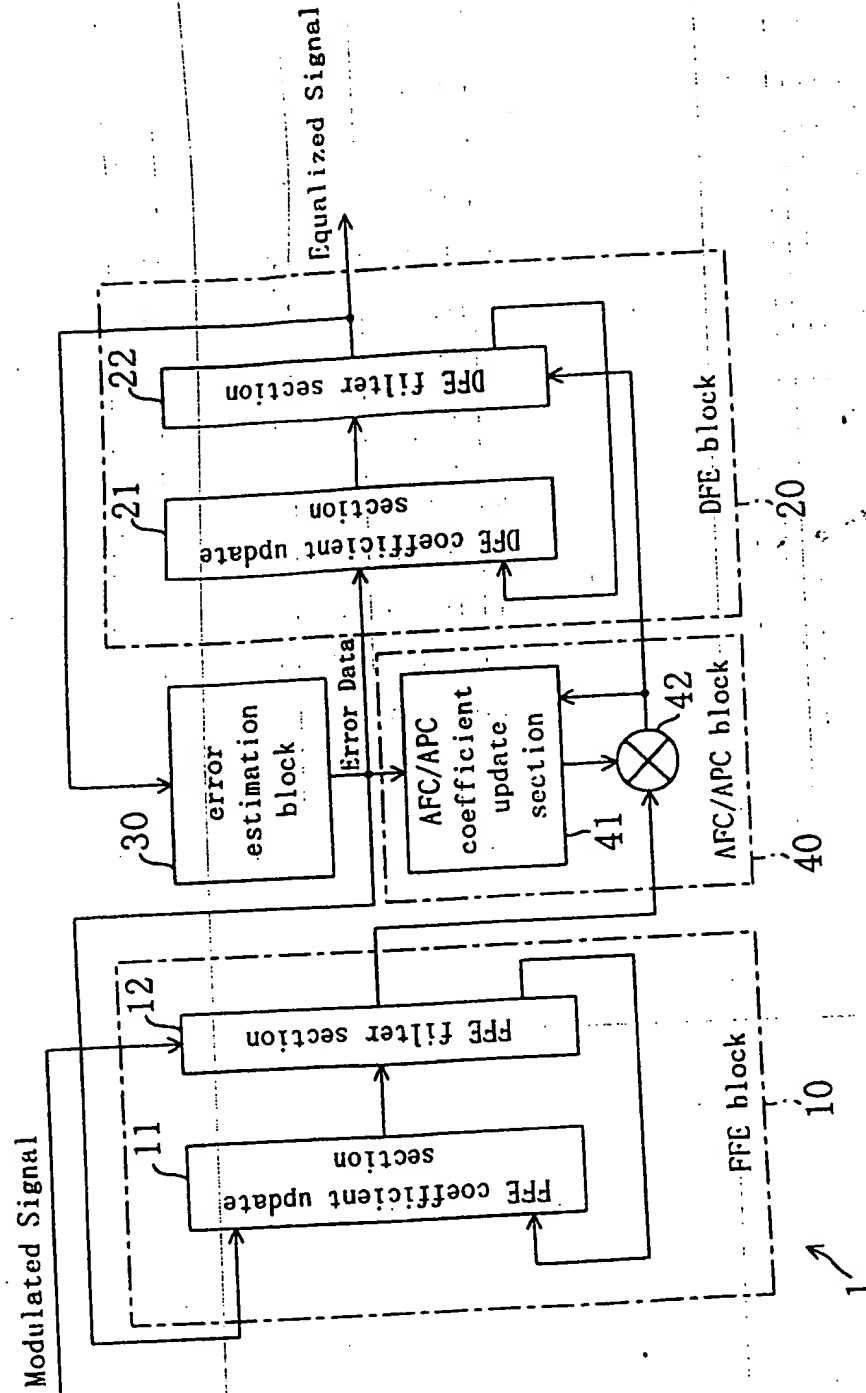 Modulated Signal
11
FFE coefficient update
section
12
FFE filter section
FFE block
10
30
error
estimation
block
Error Data
AFC/APC
coefficient
update
section
41
42
AFC/APC block
40
21
DFE coefficient update
section
22
DFE filter section
DFE block
20
Equalized Signal
1